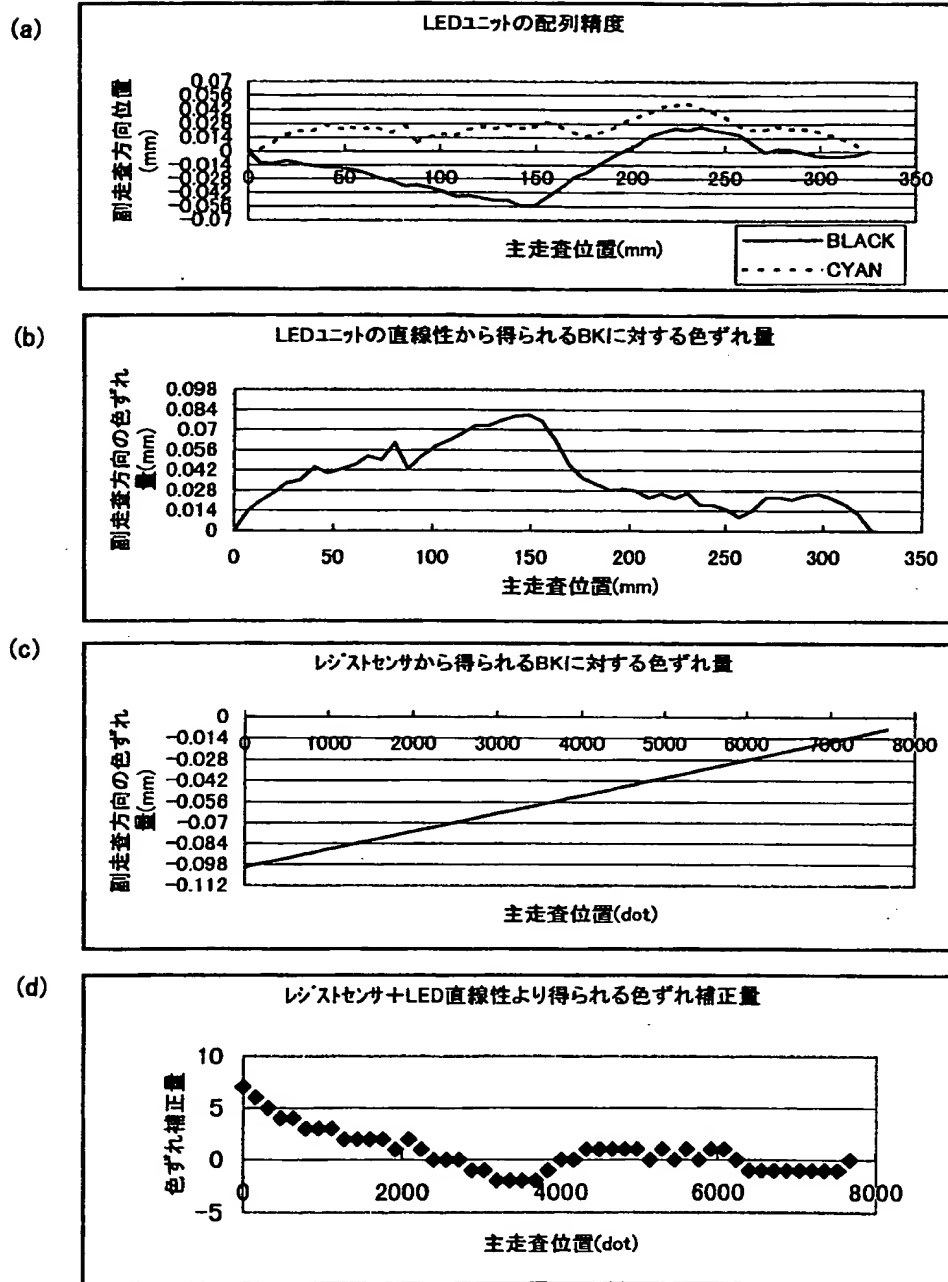 (a)
LEDユニットの配列精度
副走査方向位置
(mm)
0.07
0.056
0.042
0.028
0.014
0
-0.014
-0.028
-0.042
-0.056
-0.07
0
50
100
150
200
250
300
350
主走査位置(mm)
BLACK
CYAN
(b)
LEDユニットの直線性から得られるBKに対する色ずれ量
副走査方向の色ずれ
量(mm)
0.098
0.084
0.07
0.056
0.042
0.028
0.014
0
0
50
100
150
200
250
300
350
主走査位置(mm)
(c)
レジストセンサから得られるBKに対する色ずれ量
副走査方向の色ずれ
量(mm)
0
-0.014
-0.028
-0.042
-0.056
-0.07
-0.084
-0.098
-0.112
0
1000
2000
3000
4000
5000
6000
7000
8000
主走査位置(dot)
(d)
レジストセンサ+LED直線性より得られる色ずれ補正量
色ずれ補正量
10
5
0
-5
0
2000
4000
6000
8000
主走査位置(dot)